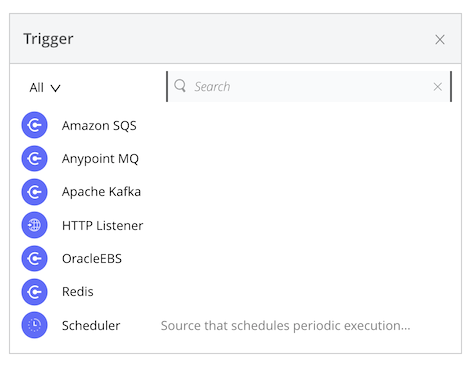 Trigger
All
Search
Amazon SQS
Anypoint MQ
Apache Kafka
HTTP Listener
OracleEBS
Redis
Scheduler Source that schedules periodic execution...